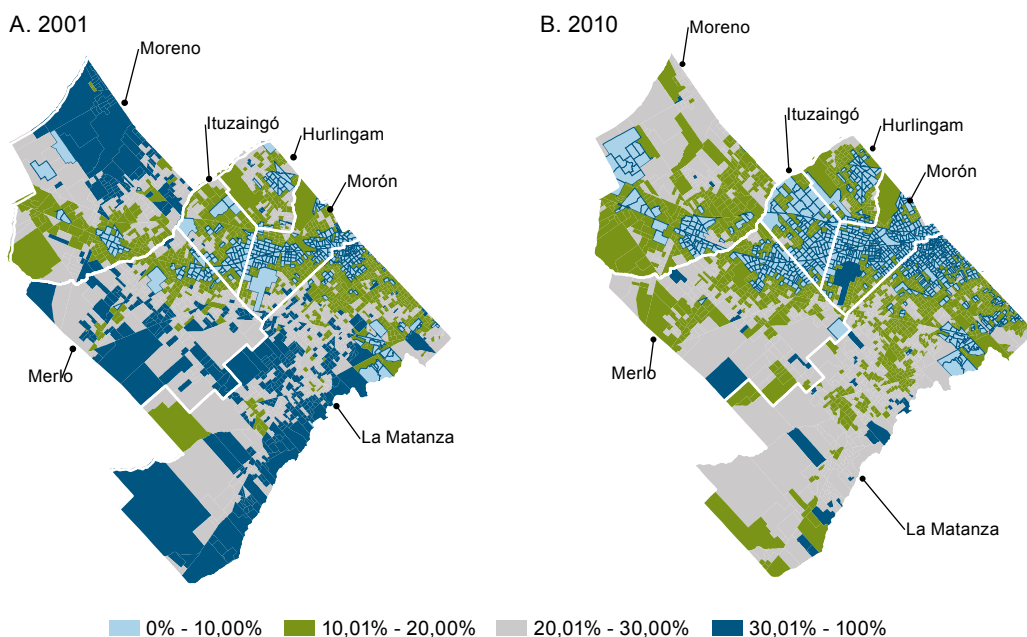 A. 2001
Moreno
Ituzaingó
Hurlingam
Morón
Merlo
La Matanza
B. 2010
Moreno
Ituzaingó
Hurlingam
Morón
Merlo
La Matanza
0% - 10,00%
10,01% - 20,00%
20,01% - 30,00%
30,01% - 100%